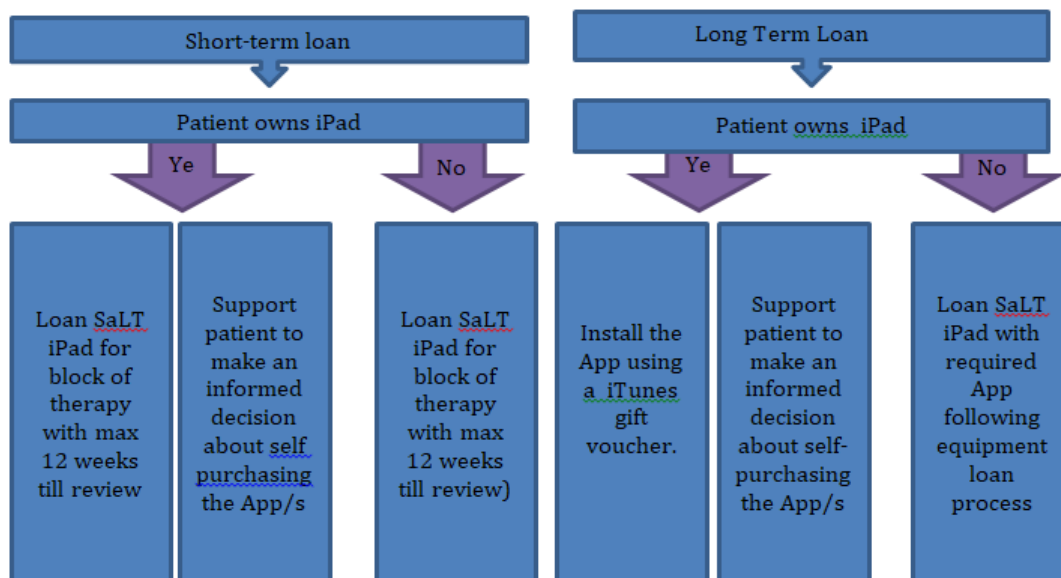 Short-term loan
Long Term Loan
Patient owns iPad
Patient owns iPad
Ye
No
Ye
No
Loan SaLT
iPad for
block of
therapy
with max
12 weeks
till review
Support
patient to
make an
informed
decision
about self
purchasing
the App/s
Loan SaLT
iPad for
block of
therapy
with max
12 weeks
till review)
Install the
App using
a iTunes
gift
voucher.
Support
patient to
make an
informed
decision
about self-
purchasing
the App/s
Loan SaLT
iPad with
required
App
following
equipment
loan
process